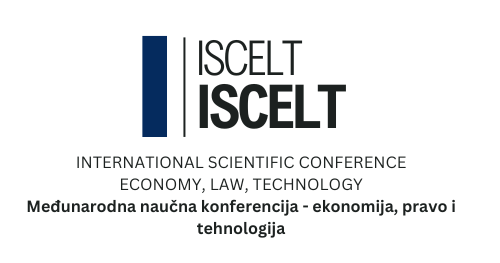 ISCELT
ISCELT
INTERNATIONAL SCIENTIFIC CONFERENCE
ECONOMY, LAW, TECHNOLOGY
Međunarodna naučna konferencija - ekonomija, pravo i
tehnologija